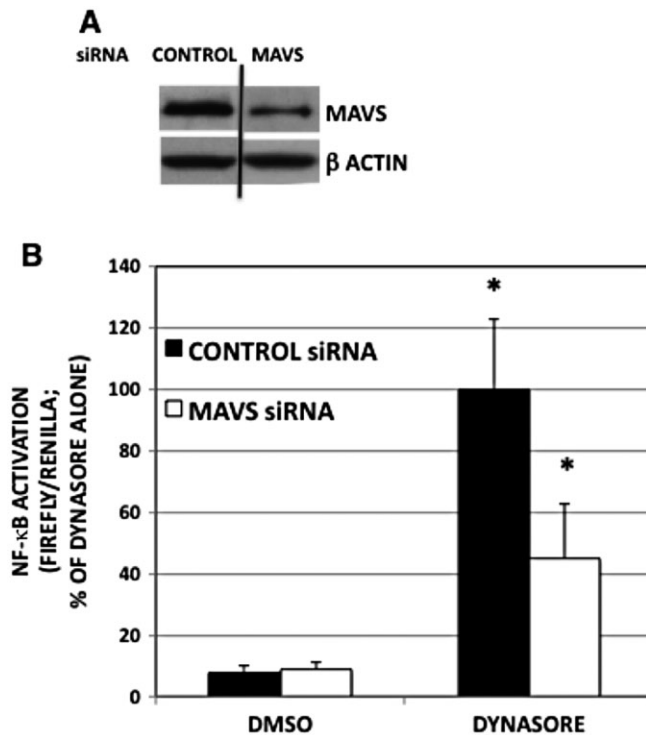 A
siRNA CONTROL MAVS
MAVS
β ACTIN
B
NF-κB ACTIVATION
(FIREFLY/RENILLA;
% OF DYNASORE ALONE)
140
120
100
80
60
40
20
0
CONTROL siRNA
MAVS siRNA
*
*
DMSO DYNASORE